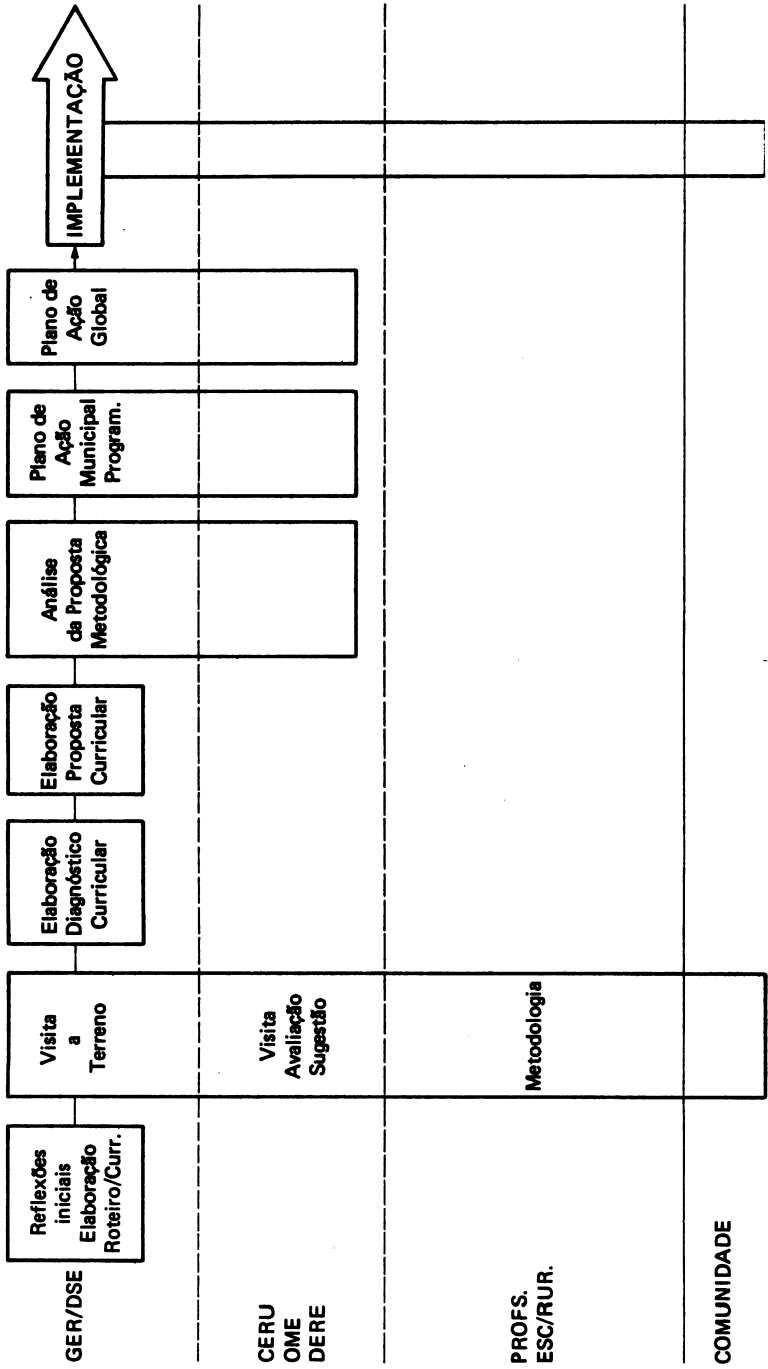 GER/DSE
Reflexões
iniciais
Elaboração
Roteiro/Curr.
Visita
a
Terreno
Elaboração
Diagnóstico
Curricular
Elaboração
Proposta
Curricular
Análise
da Proposta
Metodológica
Plano de
Ação
Municipal
Program.
Plano de
Ação
Global
IMPLEMENTAÇÃO
CERU
OME
DERE
Visita
Avaliação
Sugestão
PROFS.
ESC/RUR.
Metodologia
COMUNIDADE